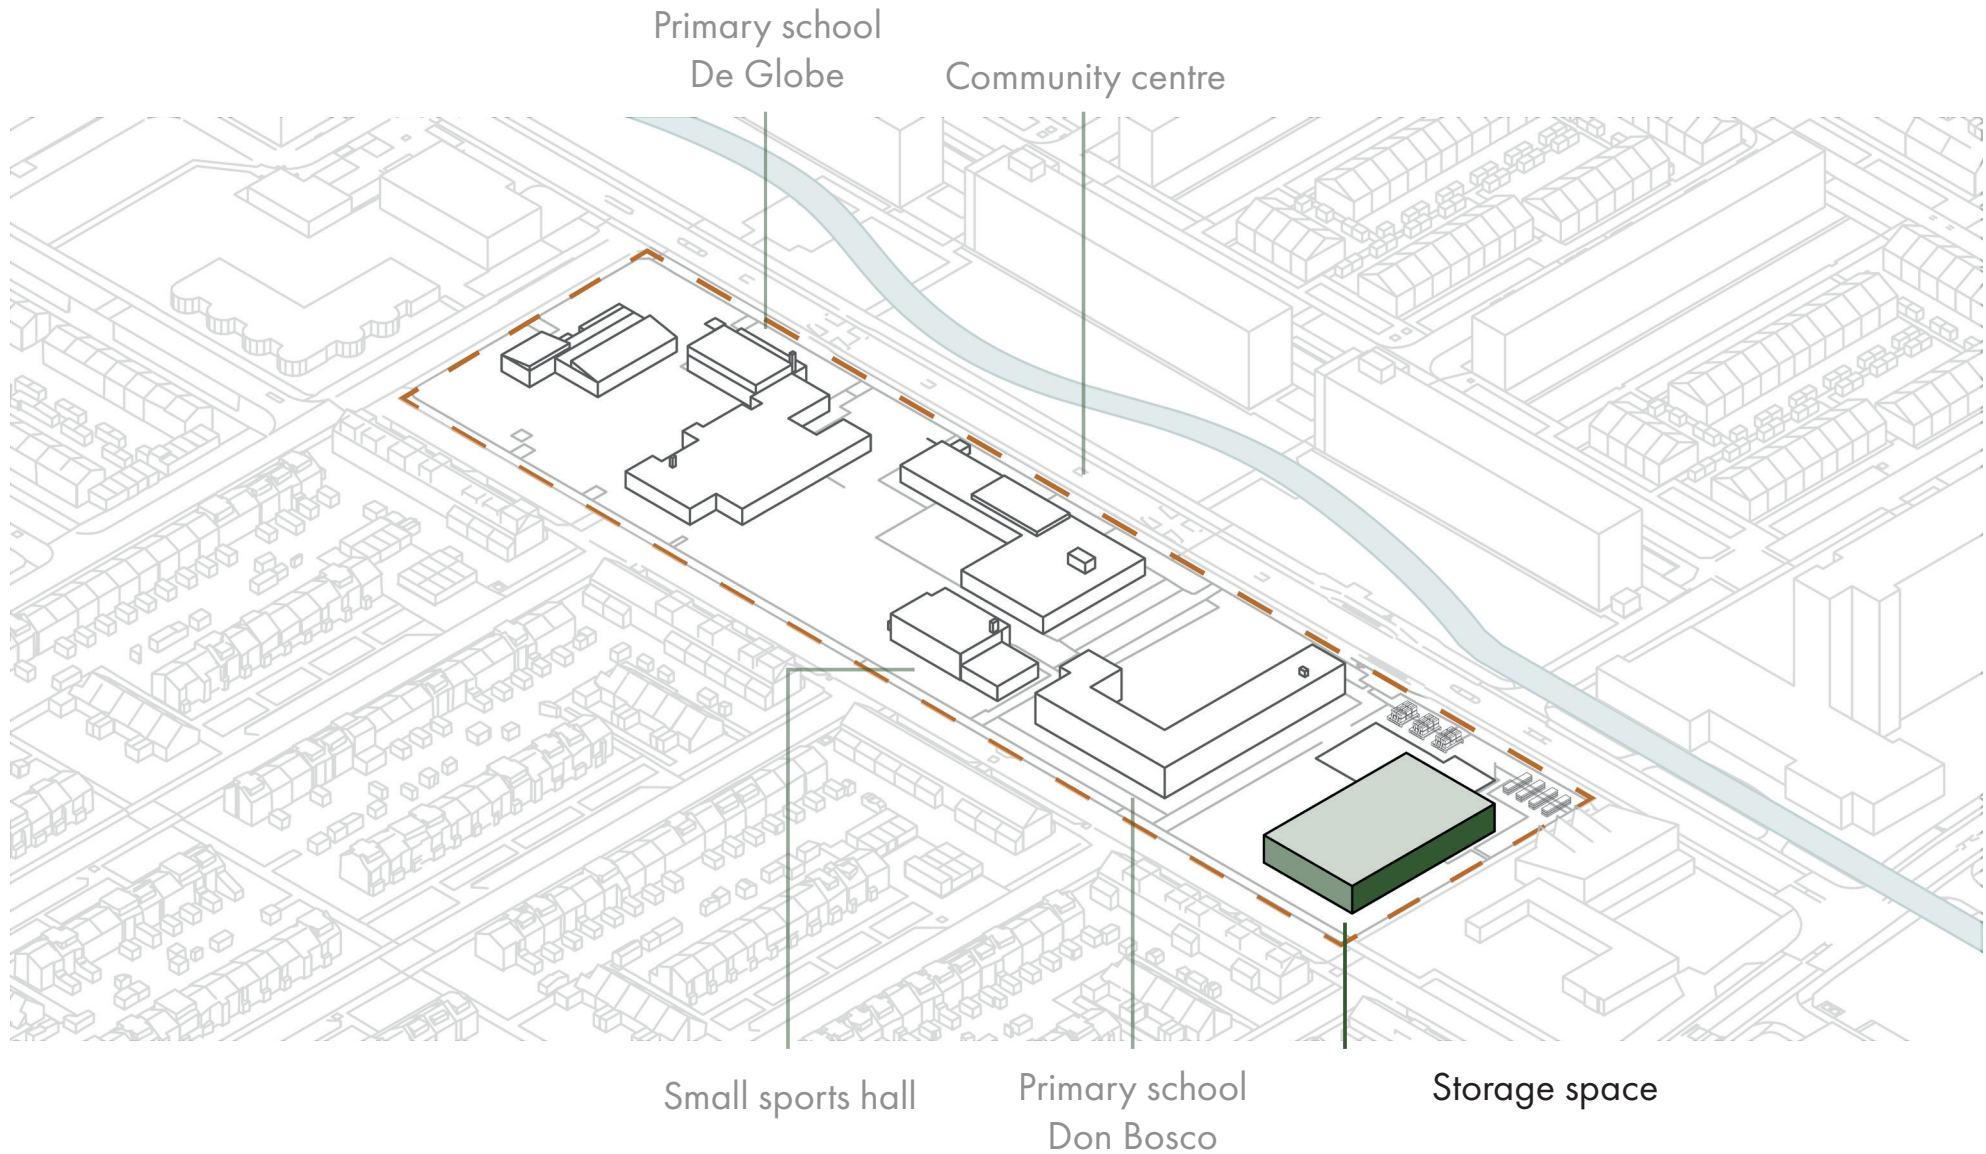 Primary school
De Globe
Community centre
Small sports hall
Primary school
Don Bosco
Storage space